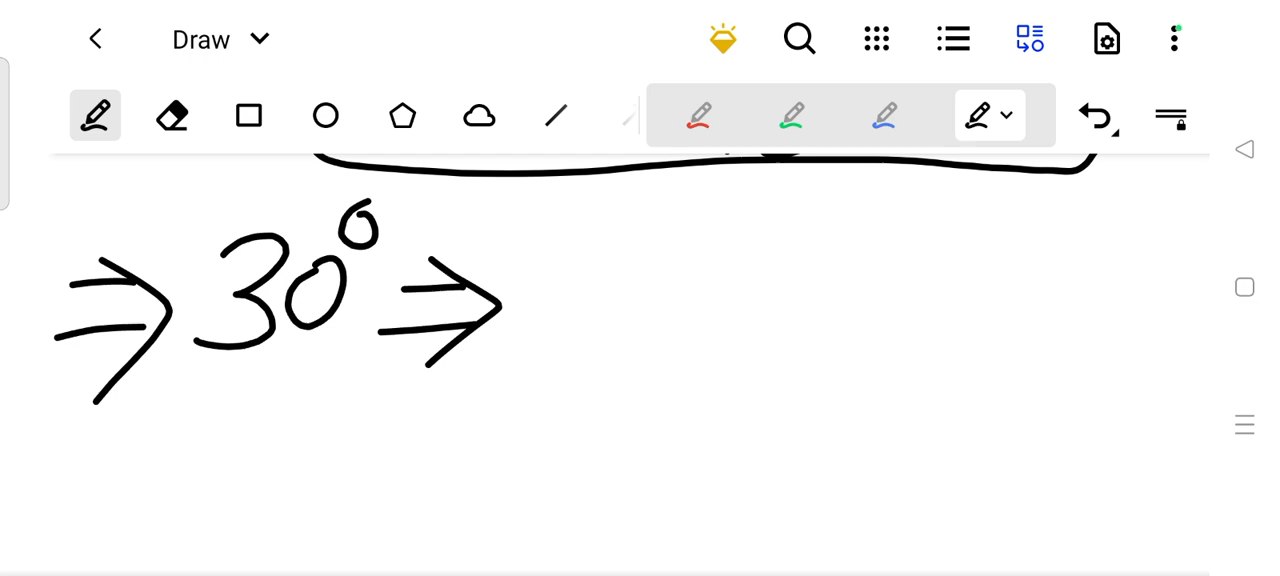 Draw
⇒ 30° ⇒